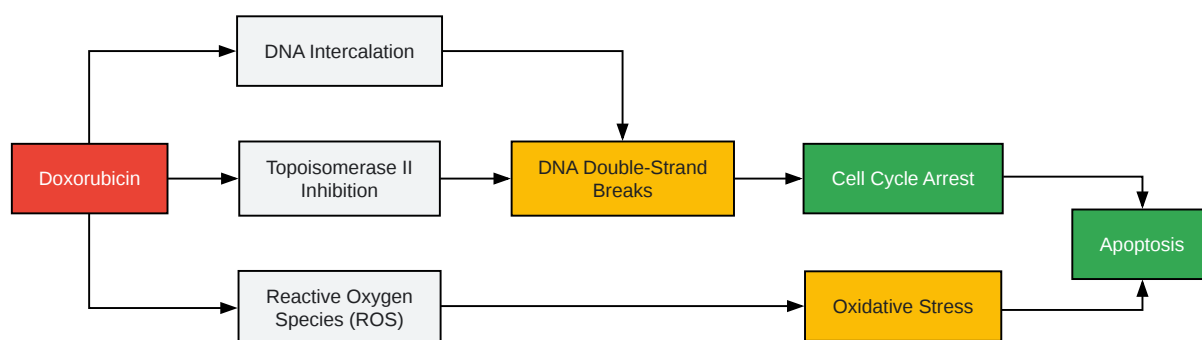 DNA Intercalation
Doxorubicin
Topoisomerase II
Inhibition
DNA Double-Strand
Breaks
Cell Cycle Arrest
Apoptosis
Reactive Oxygen
Species (ROS)
Oxidative Stress